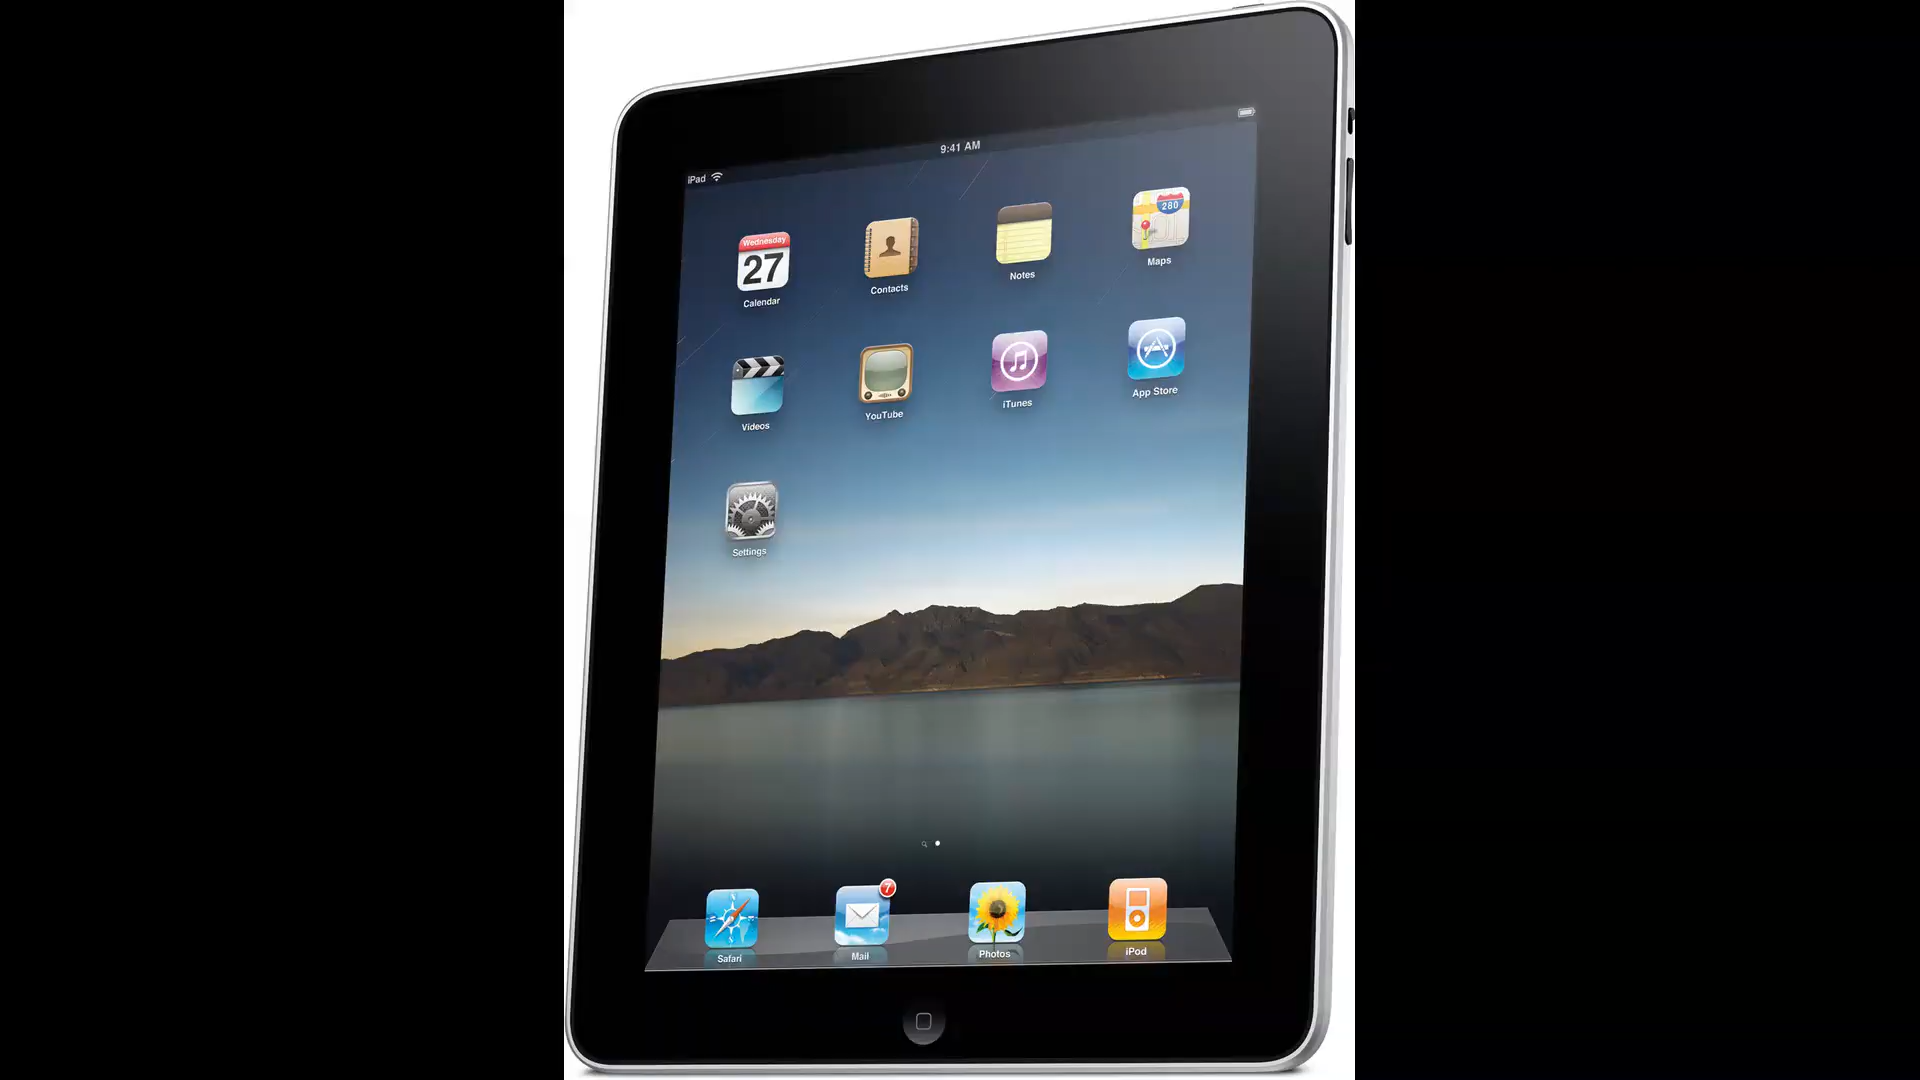 iPad
9:41 AM
Wednesday
27
Calendar
Contacts
Notes
280
Maps
Videos
YouTube
iTunes
App Store
Settings
7
N
S
Safari
Mail
Photos
iPod